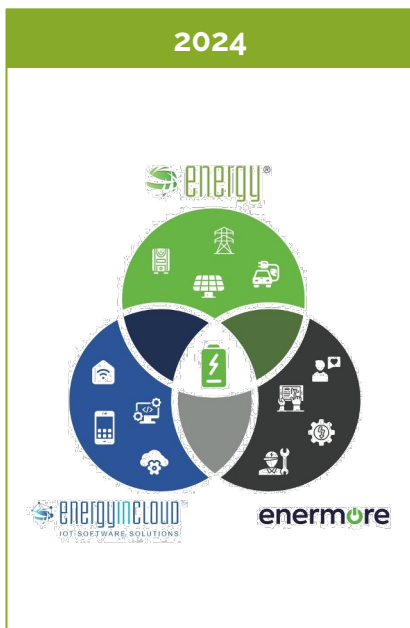 2024
energy®
energyincloud
IOT SOFTWARE SOLUTIONS
enermore